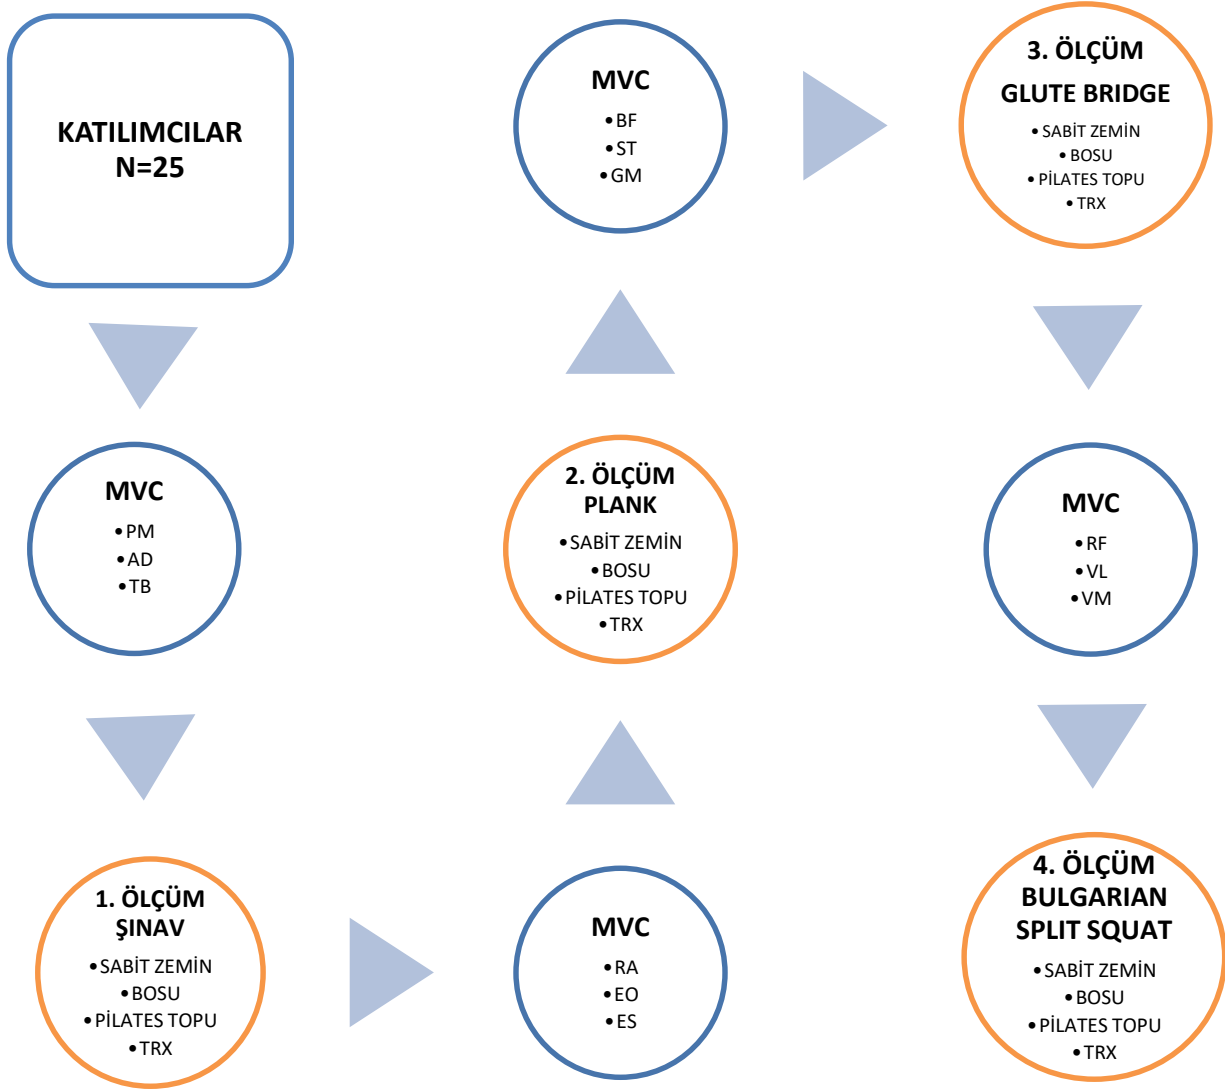 KATILIMCILAR
N=25
MVC
•PM
•AD
•TB
1. ÖLÇÜM
ŞINAV
•SABİT ZEMİN
•BOSU
•PİLATES TOPU
•TRX
MVC
•RA
•EO
•ES
2. ÖLÇÜM
PLANK
•SABİT ZEMİN
•BOSU
•PİLATES TOPU
•TRX
MVC
•BF
•ST
•GM
3. ÖLÇÜM
GLUTE BRIDGE
•SABİT ZEMİN
•BOSU
•PİLATES TOPU
•TRX
MVC
•RF
•VL
•VM
4. ÖLÇÜM
BULGARIAN
SPLIT SQUAT
•SABİT ZEMİN
•BOSU
•PİLATES TOPU
•TRX